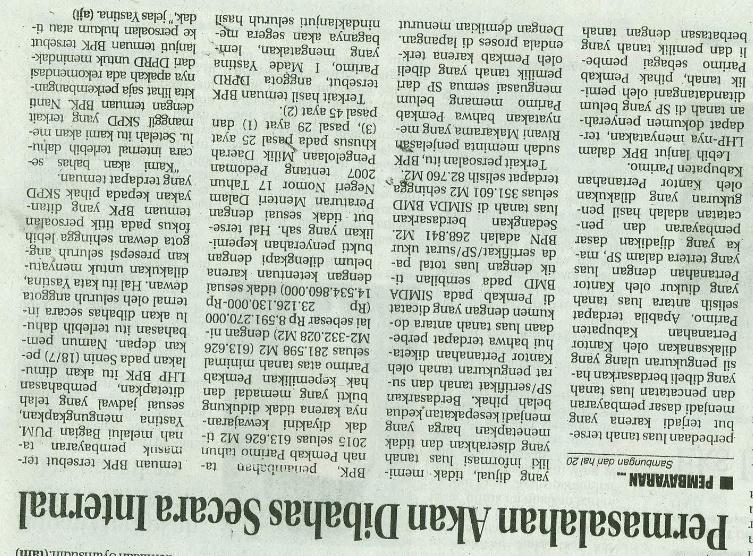 (ami)
Permasalahan Akan Dibahas Secara Internal
PEMBAYARAN ...
Sambungan dari hal 20
perbedaan luas tanah terse-
but terjadi karena yang
menjadi dasar pembayaran
dan pencatatan luas tanah
yang dibeli berdasarkan ha-
sil pengukuran ulang yang
dilaksanakan oleh Kantor
Pertanahan Kabupaten
Parimo. Apabila terdapat
selisih antara luas tanah
yang diukur oleh Kantor
Pertanahan dengan luas
yang tertera dalam SP, ma-
ka yang dijadikan dasar
pembayaran dan pen-
catatan adalah hasil pen-
gukuran yang dilakukan
oleh Kantor Pertanahan
Kabupaten Parimo.
Lebih lanjut BPK dalam
LHP-nya menyatakan, ter-
dapat dokumen penyerah-
an tanah di SP yang belum
ditandatangani oleh pemi-
lik tanah, pihak Pemkab
Parimo sebagai pembe-
li dan pemilik tanah yang
berbatasan dengan tanah
yang dijual, tidak memi-
liki informasi luas tanah
yang diserahkan dan tidak
menetapkan harga yang
menjadi kesepakatan kedua
belah pihak. Berdasarkan
SP/sertifikat tanah dan su-
rat pengukuran tanah oleh
Kantor Pertanahan diketa-
hui bahwa terdapat perbe-
daan luas tanah antara do-
kumen dengan yang dicatat
di Pemkab pada SIMDA
BMD pada sembilan ti-
tik dengan luas total pa-
da sertifikat/SP/surat ukur
BPN adalah 268.841 M2.
Sedangkan berdasarkan
luas tanah di SIMDA BMD
seluas 351.601 M2 sehingga
terdapat selisih 82.760 M2.
Terkait persoalan itu, BPK
sudah meminta penjelasan
Rivani Makarama yang me-
nyatakan bahwa Pemkab
Parimo memang belum
menguasai semua SP dari
pemilik tanah yang dibeli
oleh Pemkab karena terk-
endala proses di lapangan.
Dengan demikian menurut
BPK, penambahan ta-
nah Pemkab Parimo tahun
2015 seluas 613.626 M2 ti-
dak diyakini kewajaran-
nya karena tidak didukung
bukti yang memadai dan
hak kepemilikan Pemkab
Parimo atas tanah minimal
seluas 281.598 M2 (613.626
M2-332.028 M2) dengan ni-
lai sebesar Rp 8.591.270.000
(Rp 23.126.130.000-Rp
14.534.860.000) tidak sesuai
dengan ketentuan karena
belum dilengkapi dengan
bukti penyerahan kepemi-
likan yang sah. Hal terse-
but tidak sesuai dengan
Peraturan Menteri Dalam
Negeri Nomor 17 Tahun
2007 tentang Pedoman
Pengelolaan Milik Daerah
khusus pada pasal 25 ayat
(3), pasal 29 ayat (1) dan
pasal 45 ayat (2).
Terkait hasil temuan BPK
tersebut, anggota DPRD
Parimo, I Made Yastina
yang mengatakan, lem-
baganya akan segera me-
nindaklanjuti seluruh hasil
temuan BPK tersebut ter-
masuk pembayaran ta-
nah melalui Bagian PUM.
Yastina mengungkapkan,
sesuai jadwal yang telah
ditetapkan, pembahasan
LHP BPK itu akan dimu-
lakan pada Senin (18/7) pe-
kan depan. Namun pem-
bahasan itu terlebih dahu-
lu akan dibahas secara in-
ternal oleh seluruh anggota
dewan. Hal itu kata Yastina,
dilakukan untuk menyatu-
kan presepsi seluruh ang-
gota dewan sehingga lebih
fokus pada titik persoalan
temuan BPK yang ditan-
yakan kepada pihak SKPD
yang terdapat temuan.
"Kami akan bahas se-
cara internal terlebih dahu-
lu. Setelah itu kami akan me-
manggil SKPD yang terkait
dengan temuan BPK. Nanti
kita lihat saja perkembangan-
nya apakah ada rekomendasi
dari DPRD untuk menindak-
lanjuti temuan BPK tersebut
ke persoalan hukum atau ti-
dak," jelas Yastina. (aji)